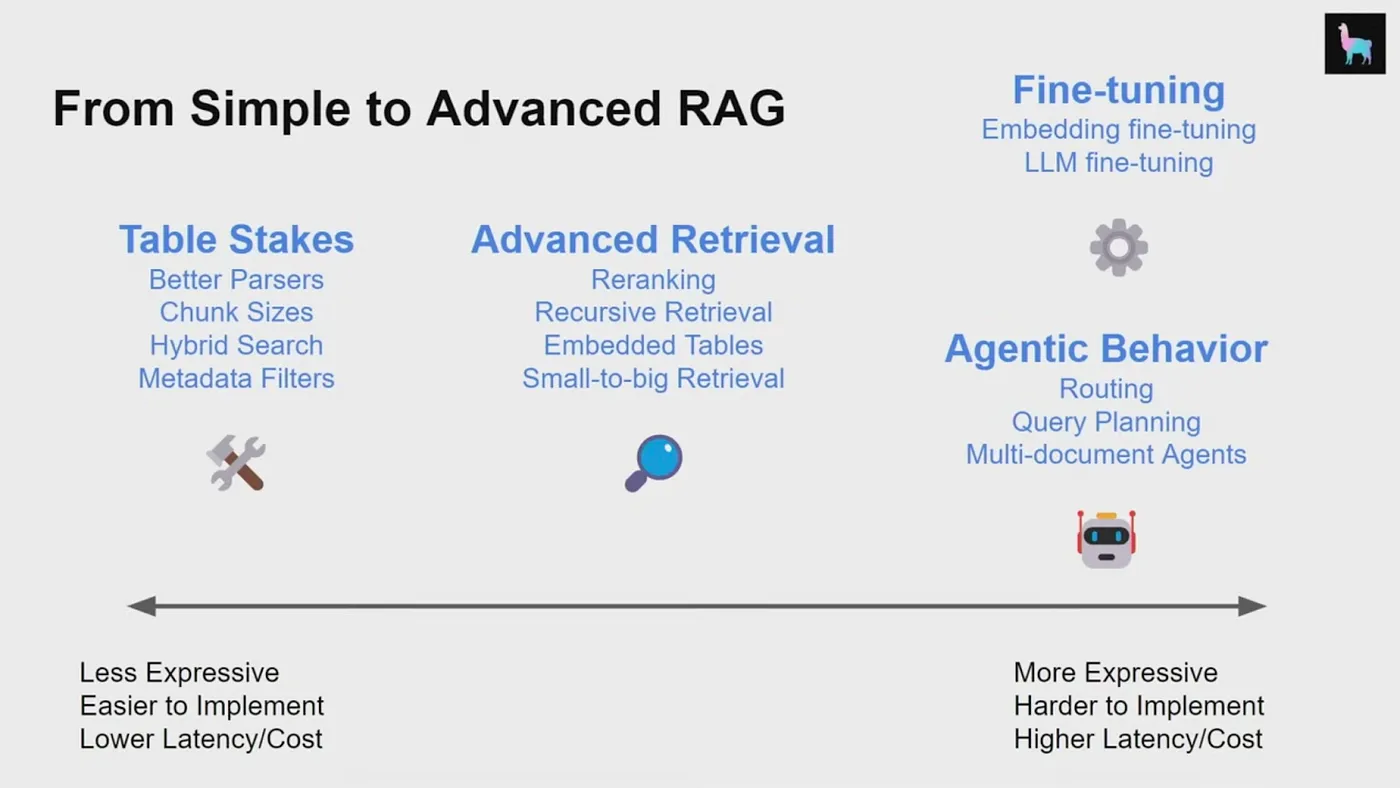 From Simple to Advanced RAG
Fine-tuning
Embedding fine-tuning
LLM fine-tuning
Table Stakes
Better Parsers
Chunk Sizes
Hybrid Search
Metadata Filters
Advanced Retrieval
Reranking
Recursive Retrieval
Embedded Tables
Small-to-big Retrieval
Agentic Behavior
Routing
Query Planning
Multi-document Agents
Less Expressive
Easier to Implement
Lower Latency/Cost
More Expressive
Harder to Implement
Higher Latency/Cost